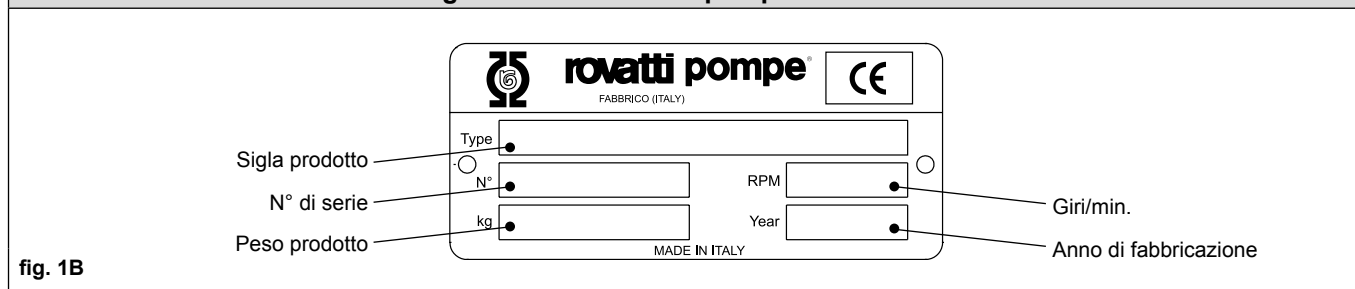 rovatti pompe®
CE
FABBRICO (ITALY)
Type
Sigla prodotto
N° RPM
N° di serie
Giri/min.
kg Year
Peso prodotto
Anno di fabbricazione
MADE IN ITALY
fig. 1B